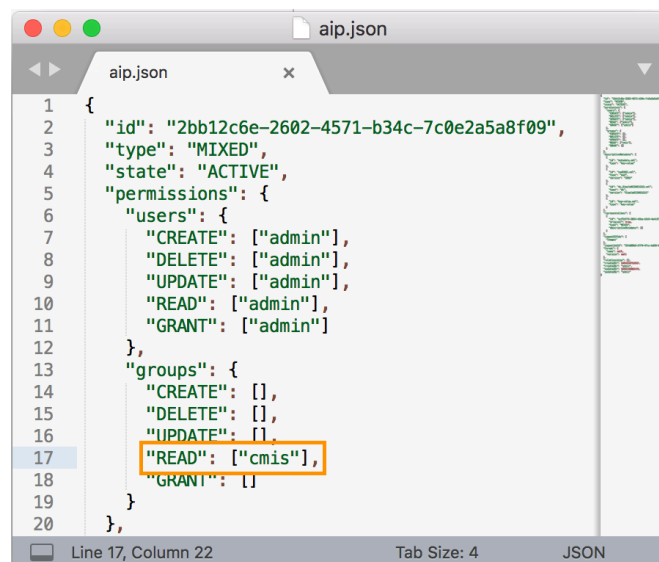 aip.json
aip.json ×
1 {
2 "id": "2bb12c6e-2602-4571-b34c-7c0e2a5a8f09",
3 "type": "MIXED",
4 "state": "ACTIVE",
5 "permissions": {
6 "users": {
7 "CREATE": ["admin"],
8 "DELETE": ["admin"],
9 "UPDATE": ["admin"],
10 "READ": ["admin"],
11 "GRANT": ["admin"]
12 },
13 "groups": {
14 "CREATE": [],
15 "DELETE": [],
16 "UPDATE": [],
17 "READ": ["cmis"],
18 "GRANT": []
19 }
20 },
Line 17, Column 22 Tab Size: 4 JSON